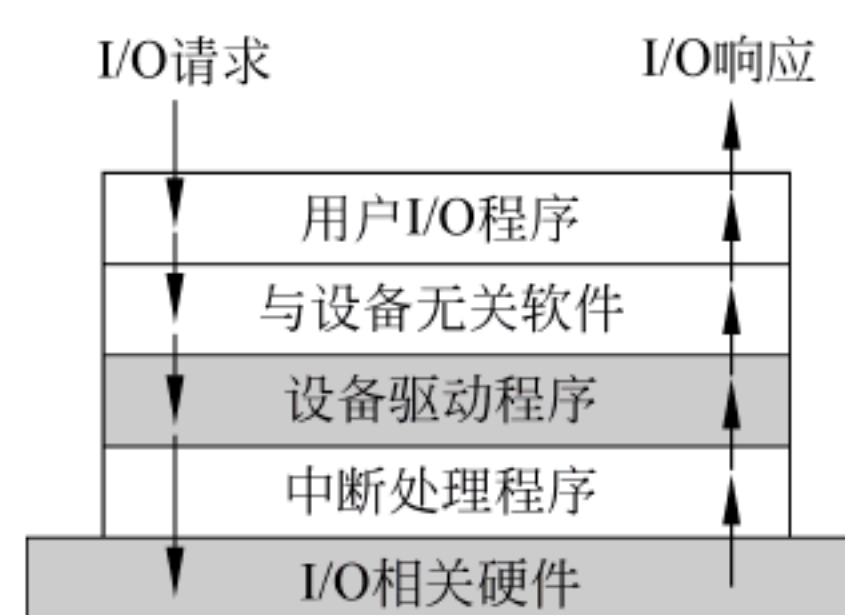 I/O请求
I/O响应
用户I/O程序
与设备无关软件
设备驱动程序
中断处理程序
I/O相关硬件